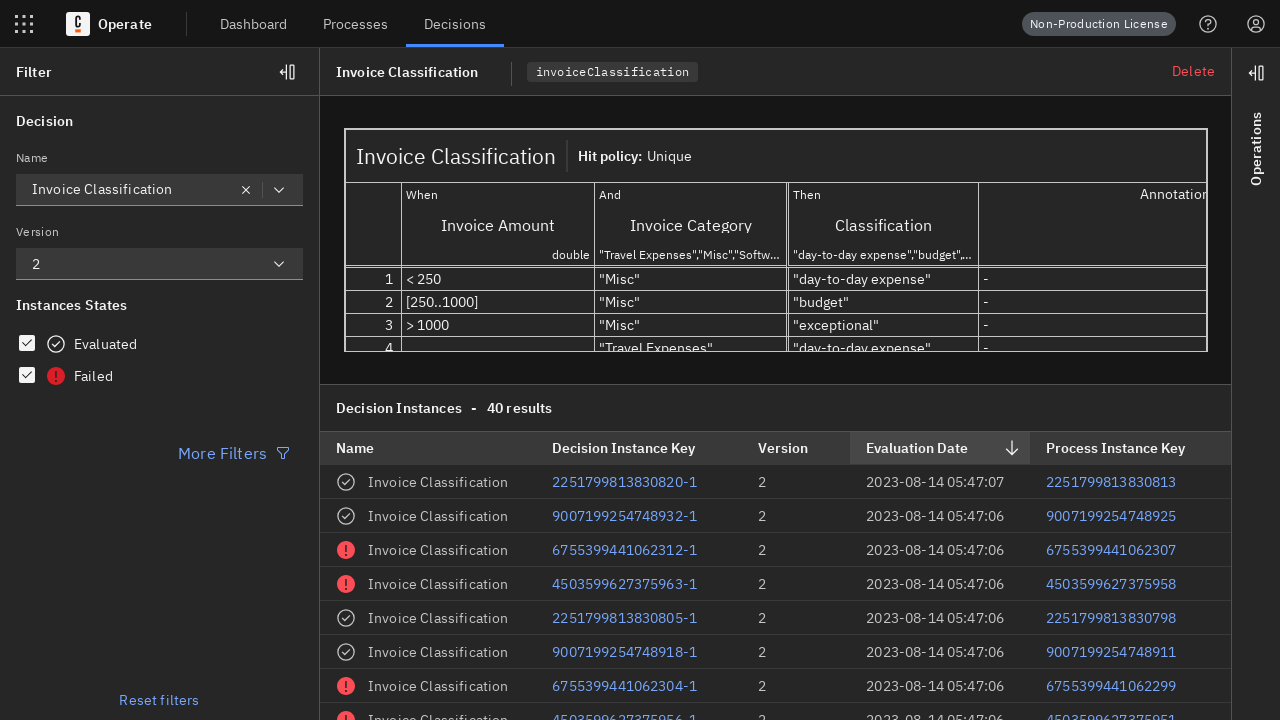 Operate
Dashboard
Processes
Decisions
Non-Production License
Filter
Decision
Name
Invoice Classification
Version
2
Instances States
Evaluated
Failed
More Filters
Reset filters
Invoice Classification
invoiceClassification
Delete
Operations
Invoice Classification
Hit policy: Unique
When
And
Then
Annotation
Invoice Amount
Invoice Category
Classification
double
"Travel Expenses","Misc","Softw…
"day-to-day expense","budget",…
1 < 250 "Misc" "day-to-day expense" -
2 [250..1000] "Misc" "budget" -
3 > 1000 "Misc" "exceptional" -
4 "Travel Expenses" "day-to-day expense" -
Decision Instances - 40 results
Name Decision Instance Key Version Evaluation Date Process Instance Key
Invoice Classification 2251799813830820-1 2 2023-08-14 05:47:07 2251799813830813
Invoice Classification 9007199254748932-1 2 2023-08-14 05:47:06 9007199254748925
Invoice Classification 6755399441062312-1 2 2023-08-14 05:47:06 6755399441062307
Invoice Classification 4503599627375963-1 2 2023-08-14 05:47:06 4503599627375958
Invoice Classification 2251799813830805-1 2 2023-08-14 05:47:06 2251799813830798
Invoice Classification 9007199254748918-1 2 2023-08-14 05:47:06 9007199254748911
Invoice Classification 6755399441062304-1 2 2023-08-14 05:47:06 6755399441062299
Invoice Classification 4503599627375956-1 2 2023-08-14 05:47:06 4503599627375951